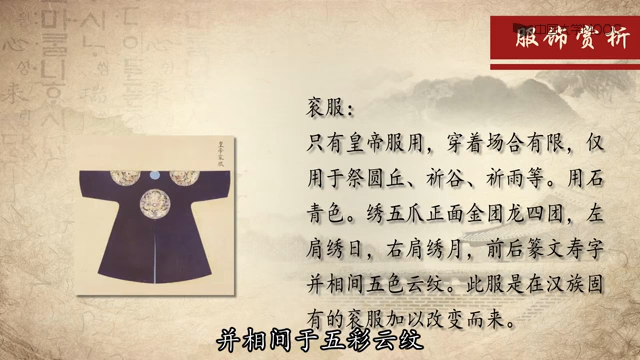 服饰赏析
衮服：
只有皇帝服用，穿着场合有限，仅
用于祭圆丘、祈谷、祈雨等。用石
青色。绣五爪正面金团龙四团，左
肩绣日，右肩绣月，前后篆文寿字
并相间五色云纹。此服是在汉族固
有的衮服加以改变而来。
并相间于五彩云纹